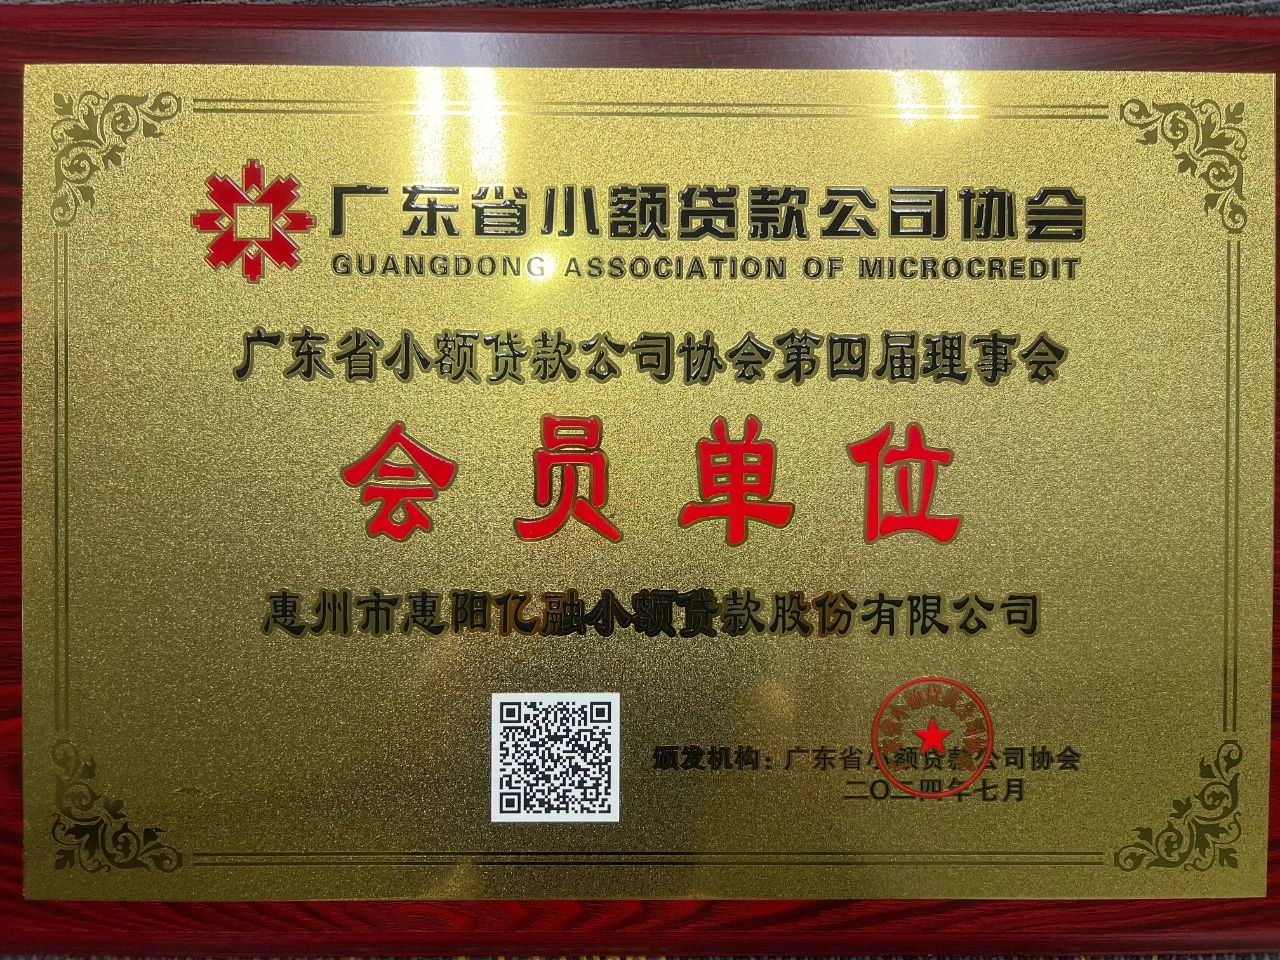 广东省小额贷款公司协会
GUANGDONG ASSOCIATION OF MICROCREDIT
广东省小额贷款公司协会第四届理事会
会员单位
惠州市惠阳亿融小额贷款股份有限公司
颁发机构：广东省小额贷款公司协会
二〇二四年七月